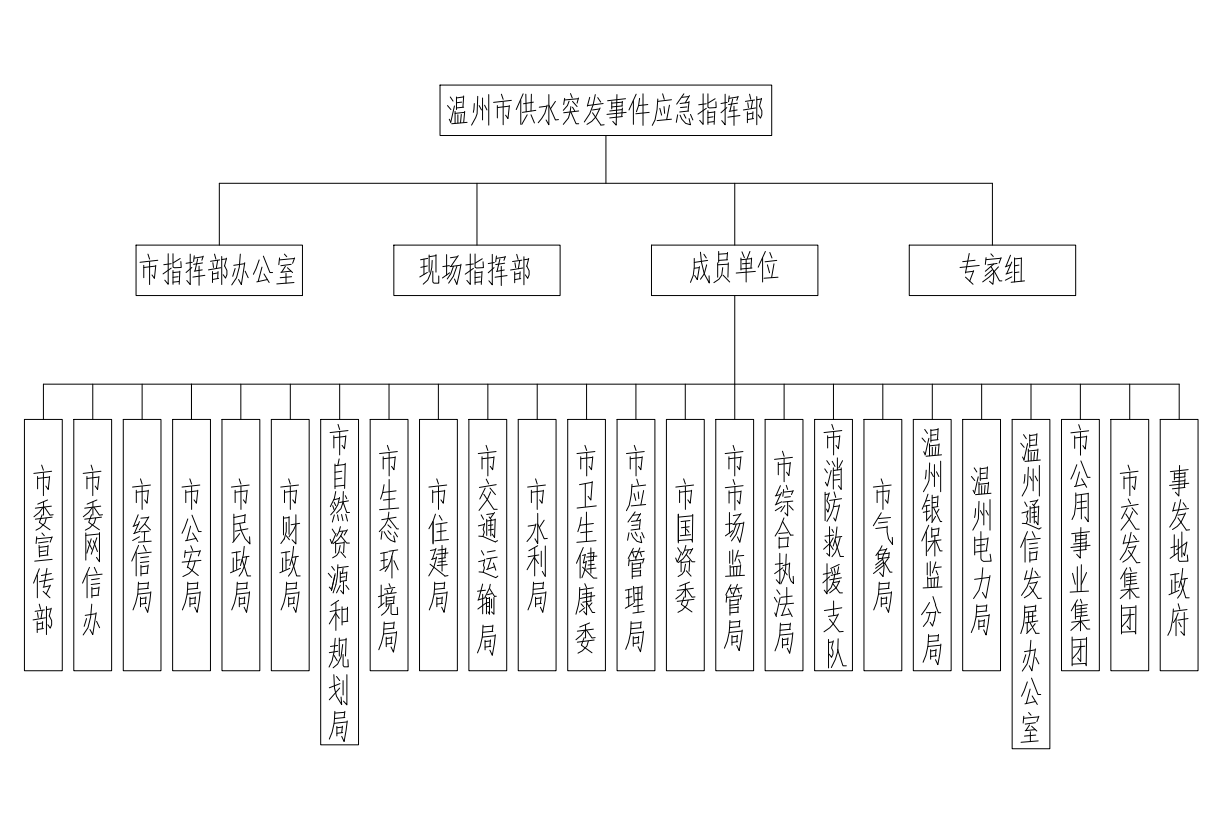 温州市供水突发事件应急指挥部
市指挥部办公室
现场指挥部
成员单位
专家组
市委宣传部
市委网信办
市经信局
市公安局
市民政局
市财政局
市自然资源和规划局
市生态环境局
市住建局
市交通运输局
市水利局
市卫生健康委
市应急管理局
市国资委
市市场监管局
市综合执法局
市消防救援支队
市气象局
温州银保监分局
温州电力局
温州通信发展办公室
市公用事业集团
市交发集团
事发地政府